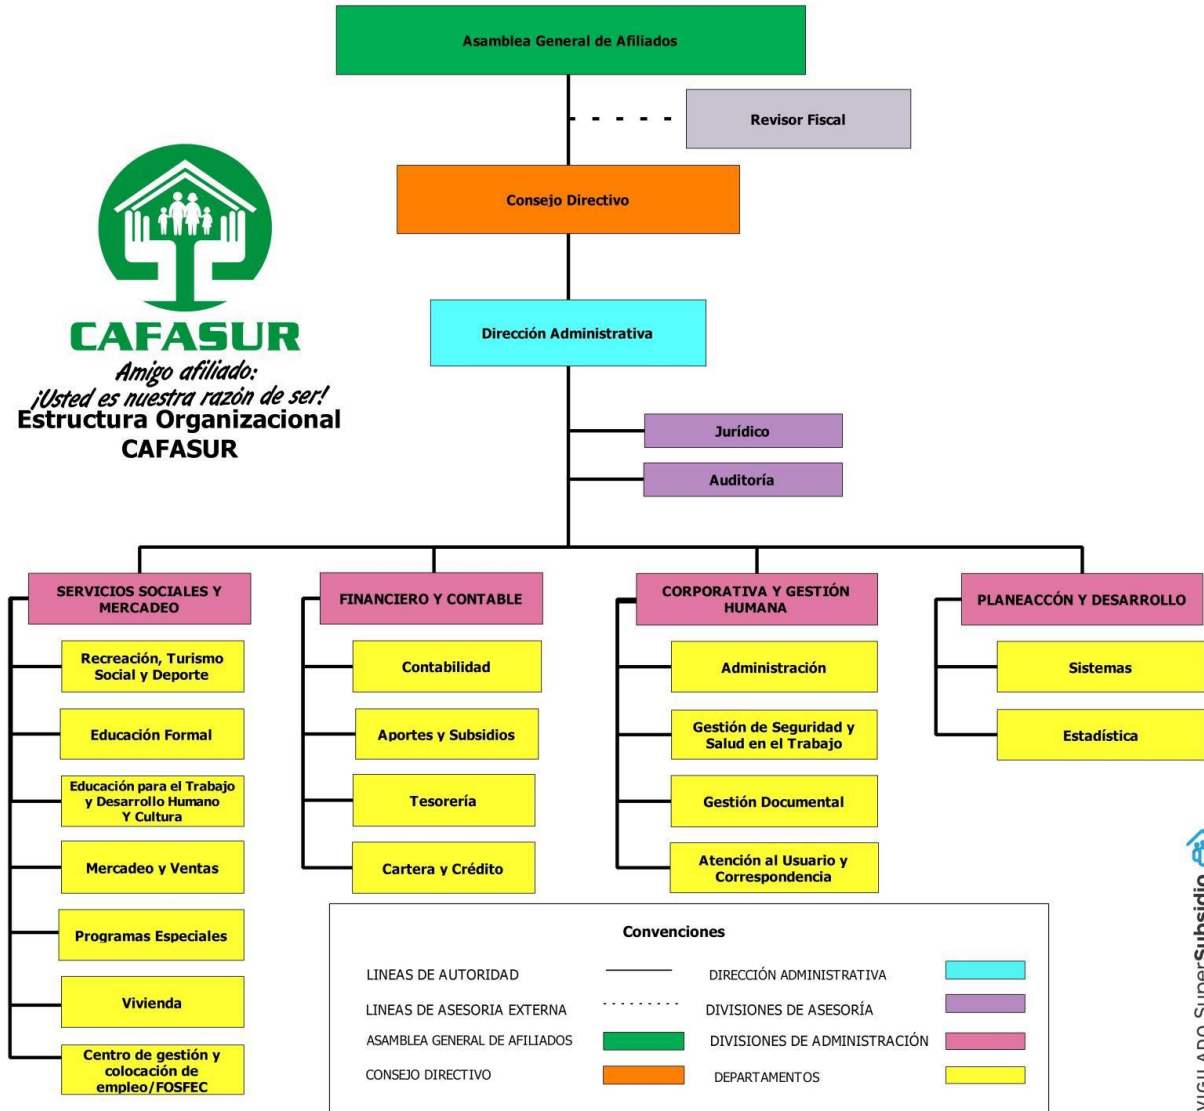 Asamblea General de Afiliados
Revisor Fiscal
Consejo Directivo
CAFASUR
Amigo afiliado:
¡Usted es nuestra razón de ser!
Estructura Organizacional
CAFASUR
Dirección Administrativa
Jurídico
Auditoría
SERVICIOS SOCIALES Y
MERCADEO
Recreación, Turismo
Social y Deporte
Educación Formal
Educación para el Trabajo
y Desarrollo Humano
Y Cultura
Mercadeo y Ventas
Programas Especiales
Vivienda
Centro de gestión y
colocación de
empleo/FOSFEC
FINANCIERO Y CONTABLE
Contabilidad
Aportes y Subsidios
Tesorería
Cartera y Crédito
CORPORATIVA Y GESTIÓN
HUMANA
Administración
Gestión de Seguridad y
Salud en el Trabajo
Gestión Documental
Atención al Usuario y
Correspondencia
PLANEACCÓN Y DESARROLLO
Sistemas
Estadística
Convenciones
LINEAS DE AUTORIDAD
LINEAS DE ASESORIA EXTERNA
ASAMBLEA GENERAL DE AFILIADOS
CONSEJO DIRECTIVO
DIRECCIÓN ADMINISTRATIVA
DIVISIONES DE ASESORÍA
DIVISIONES DE ADMINISTRACIÓN
DEPARTAMENTOS
VIGILADO SuperSubsidio